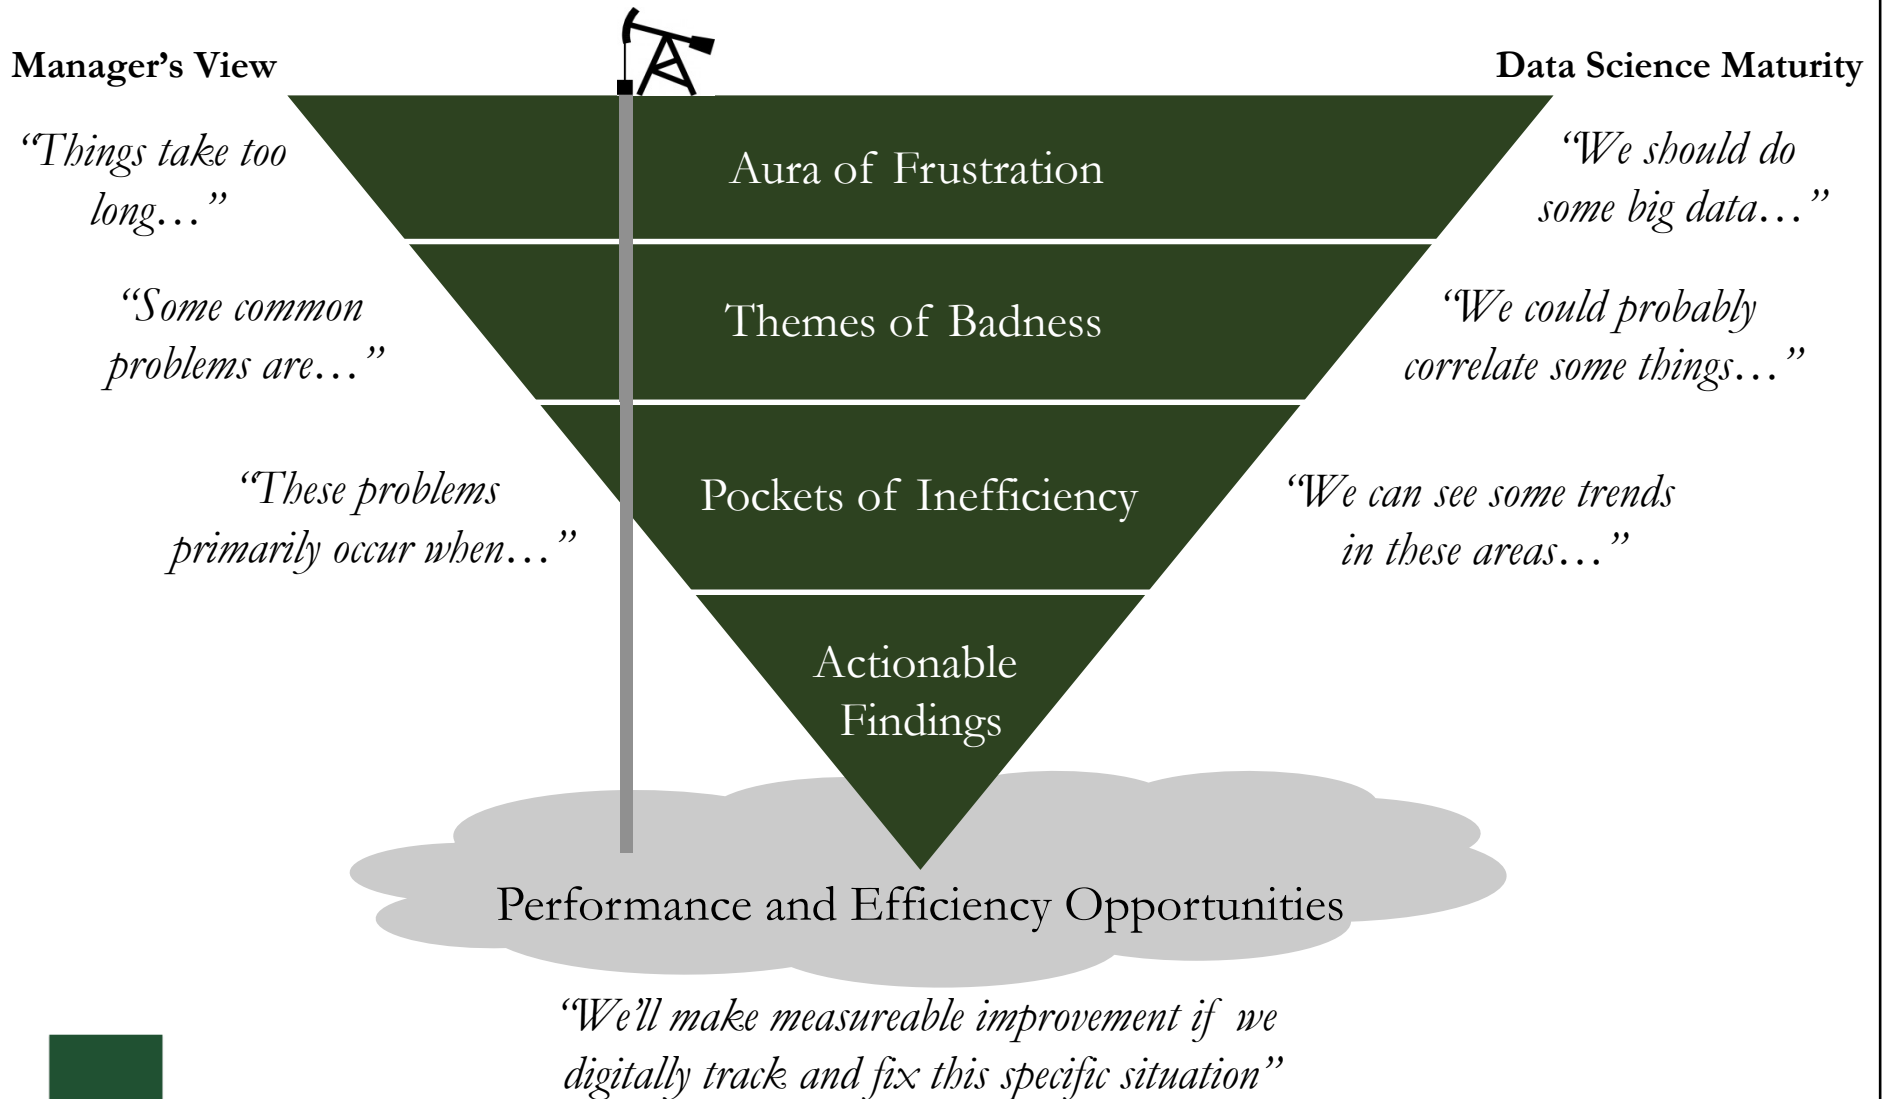 Manager’s View
Data Science Maturity
“Things take too
long…”
Aura of Frustration
“We should do
some big data…”
“Some common
problems are…”
Themes of Badness
“We could probably
correlate some things…”
“These problems
primarily occur when…”
Pockets of Inefficiency
“We can see some trends
in these areas…”
Actionable
Findings
Performance and Efficiency Opportunities
“We’ll make measureable improvement if we
digitally track and fix this specific situation”